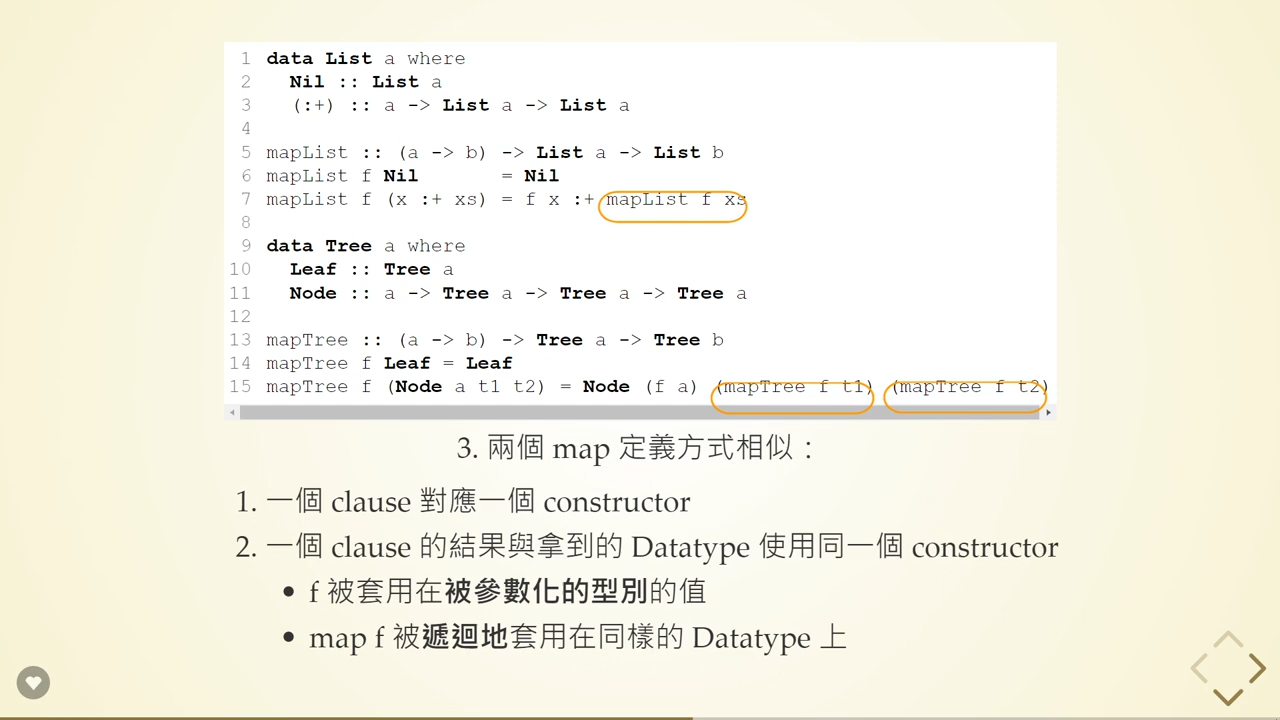 1 data List a where
2   Nil :: List a
3   (:+) :: a -> List a -> List a
4
5 mapList :: (a -> b) -> List a -> List b
6 mapList f Nil       = Nil
7 mapList f (x :+ xs) = f x :+ mapList f xs
8
9 data Tree a where
10   Leaf :: Tree a
11   Node :: a -> Tree a -> Tree a -> Tree a
12
13 mapTree :: (a -> b) -> Tree a -> Tree b
14 mapTree f Leaf = Leaf
15 mapTree f (Node a t1 t2) = Node (f a) (mapTree f t1) (mapTree f t2)
3. 兩個 map 定義方式相似：
1. 一個 clause 對應一個 constructor
2. 一個 clause 的結果與拿到的 Datatype 使用同一個 constructor
• f 被套用在被參數化的型別的值
• map f 被遞迴地套用在同樣的 Datatype 上